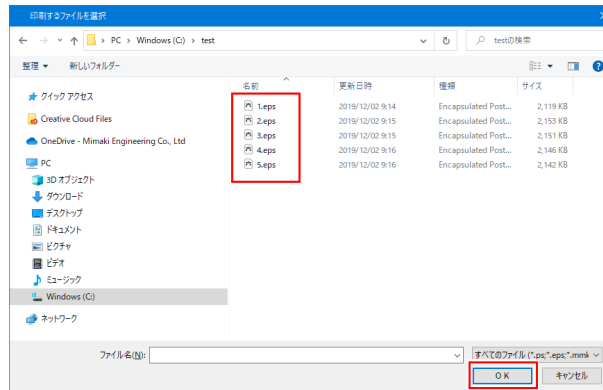 印刷するファイルを選択
PC > Windows (C:) > test
testの検索
整理 新しいフォルダー
名前 更新日時 種類 サイズ
クイック アクセス
Creative Cloud Files
OneDrive - Mimaki Engineering Co., Ltd
PC
3D オブジェクト
ダウンロード
デスクトップ
ドキュメント
ピクチャ
ビデオ
ミュージック
Windows (C:)
ネットワーク
1.eps 2019/12/02 9:14 Encapsulated Post... 2,119 KB
2.eps 2019/12/02 9:15 Encapsulated Post... 2,153 KB
3.eps 2019/12/02 9:15 Encapsulated Post... 2,151 KB
4.eps 2019/12/02 9:16 Encapsulated Post... 2,146 KB
5.eps 2019/12/02 9:16 Encapsulated Post... 2,142 KB
ファイル名(N): すべてのファイル (*.ps;*.eps;*.mmk
OK キャンセル